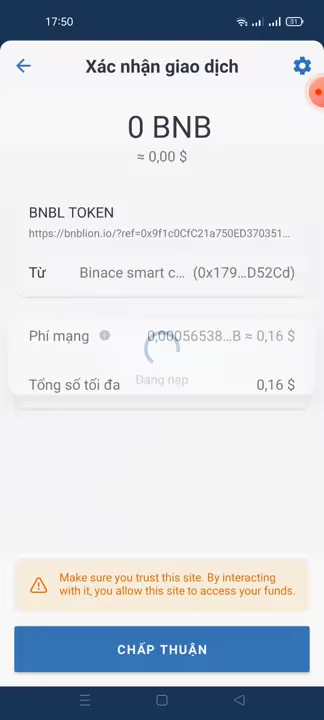 17:50
51
Xác nhận giao dịch
0 BNB
≈ 0,00 $
BNBL TOKEN
https://bnblion.io/?ref=0x9f1c0CfC21a750ED370351...
Từ Binace smart c... (0x179...D52Cd)
Phí mạng 0,00056538...B ≈ 0,16 $
Đang nạp
Tổng số tối đa 0,16 $
Make sure you trust this site. By interacting
with it, you allow this site to access your funds.
CHẤP THUẬN